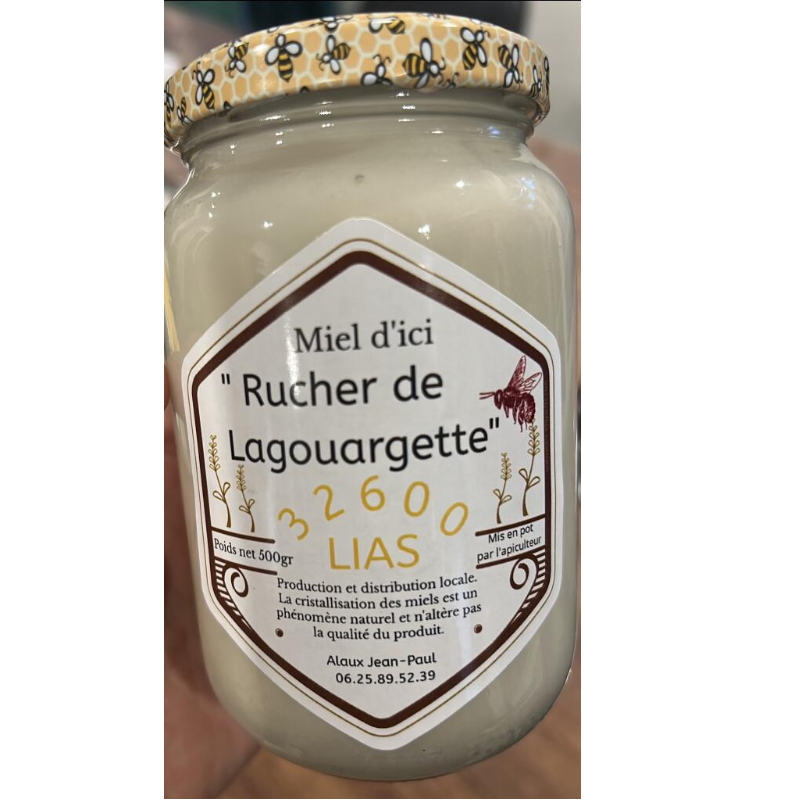 Miel d'ici
" Rucher de
Lagouargette"
32600
LIAS
Poids net 500gr
Mis en pot
par l'apiculteur
Production et distribution locale.
La cristallisation des miels est un
phénomène naturel et n'altère pas
la qualité du produit.
Alaux Jean-Paul
06.25.89.52.39